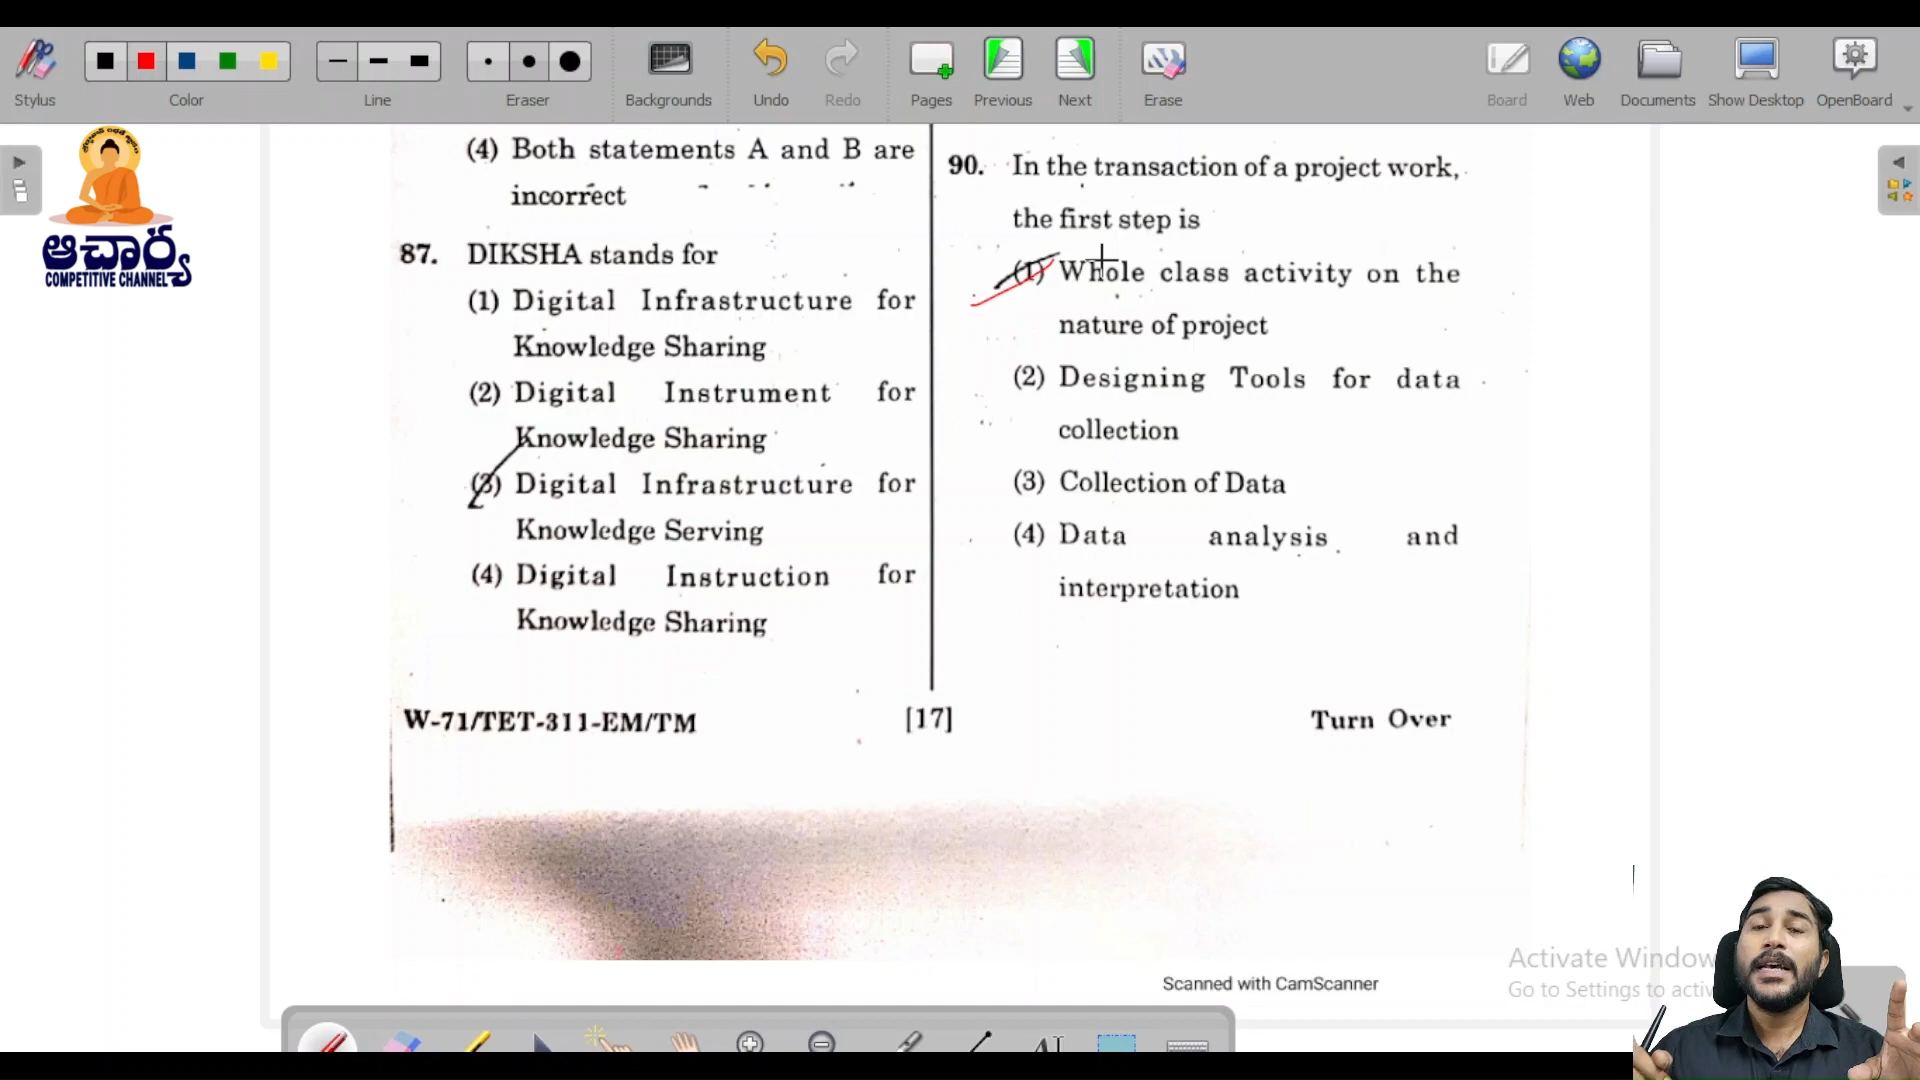 Stylus
Color
Line
Eraser
Backgrounds
Undo
Redo
Pages
Previous
Next
Erase
Board
Web
Documents
Show Desktop
OpenBoard
ఆచార్య
COMPETITIVE CHANNEL
(4) Both statements A and B are
incorrect
87. DIKSHA stands for
(1) Digital Infrastructure for
Knowledge Sharing
(2) Digital Instrument for
Knowledge Sharing
(3) Digital Infrastructure for
Knowledge Serving
(4) Digital Instruction for
Knowledge Sharing
90. In the transaction of a project work,
the first step is
(1) Whole class activity on the
nature of project
(2) Designing Tools for data
collection
(3) Collection of Data
(4) Data analysis and
interpretation
W-71/TET-311-EM/TM
[17]
Turn Over
Scanned with CamScanner
Activate Window
Go to Settings to activ